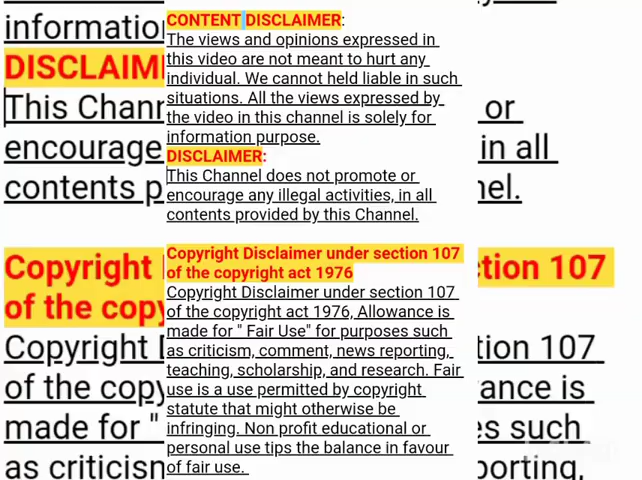 CONTENT DISCLAIMER:
The views and opinions expressed in
this video are not meant to hurt any
individual. We cannot held liable in such
situations. All the views expressed by
the video in this channel is solely for
information purpose.
DISCLAIMER:
This Channel does not promote or
encourage any illegal activities, in all
contents provided by this Channel.
Copyright Disclaimer under section 107
of the copyright act 1976
Copyright Disclaimer under section 107
of the copyright act 1976, Allowance is
made for " Fair Use" for purposes such
as criticism, comment, news reporting,
teaching, scholarship, and research. Fair
use is a use permitted by copyright
statute that might otherwise be
infringing. Non profit educational or
personal use tips the balance in favour
of fair use.